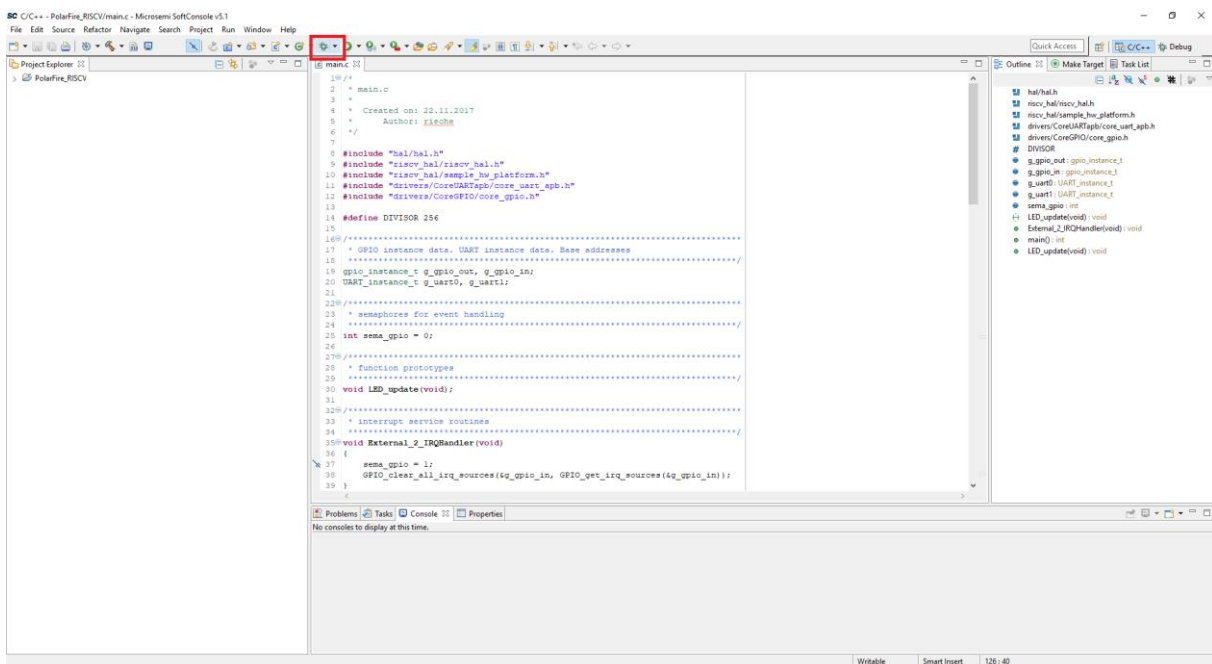 SC C/C++ - PolarFire_RISCV/main.c - Microsemi SoftConsole v5.1
File Edit Source Refactor Navigate Search Project Run Window Help
Quick Access
C/C++
Debug
Project Explorer
PolarFire_RISCV
main.c
1 /*
2 * main.c
3 *
4 * Created on: 22.11.2017
5 * Author: rieche
6 */
7
8 #include "hal/hal.h"
9 #include "riscv_hal/riscv_hal.h"
10 #include "riscv_hal/sample_hw_platform.h"
11 #include "drivers/CoreUARTapb/core_uart_apb.h"
12 #include "drivers/CoreGPIO/core_gpio.h"
13
14 #define DIVISOR 256
15
16 /******************************************************************************
17 * GPIO instance data. UART instance data. Base addresses
18 *****************************************************************************/
19 gpio_instance_t g_gpio_out, g_gpio_in;
20 UART_instance_t g_uart0, g_uart1;
21
22 /******************************************************************************
23 * semaphores for event handling
24 *****************************************************************************/
25 int sema_gpio = 0;
26
27 /******************************************************************************
28 * function prototypes
29 *****************************************************************************/
30 void LED_update(void);
31
32 /******************************************************************************
33 * interrupt service routines
34 *****************************************************************************/
35 void External_2_IRQHandler(void)
36 {
37 sema_gpio = 1;
38 GPIO_clear_all_irq_sources(&g_gpio_in, GPIO_get_irq_sources(&g_gpio_in));
39 }
Outline Make Target Task List
hal/hal.h
riscv_hal/riscv_hal.h
riscv_hal/sample_hw_platform.h
drivers/CoreUARTapb/core_uart_apb.h
drivers/CoreGPIO/core_gpio.h
# DIVISOR
g_gpio_out : gpio_instance_t
g_gpio_in : gpio_instance_t
g_uart0 : UART_instance_t
g_uart1 : UART_instance_t
sema_gpio : int
LED_update(void) : void
External_2_IRQHandler(void) : void
main() : int
LED_update(void) : void
Problems Tasks Console Properties
No consoles to display at this time.
Writable Smart Insert 126 : 40